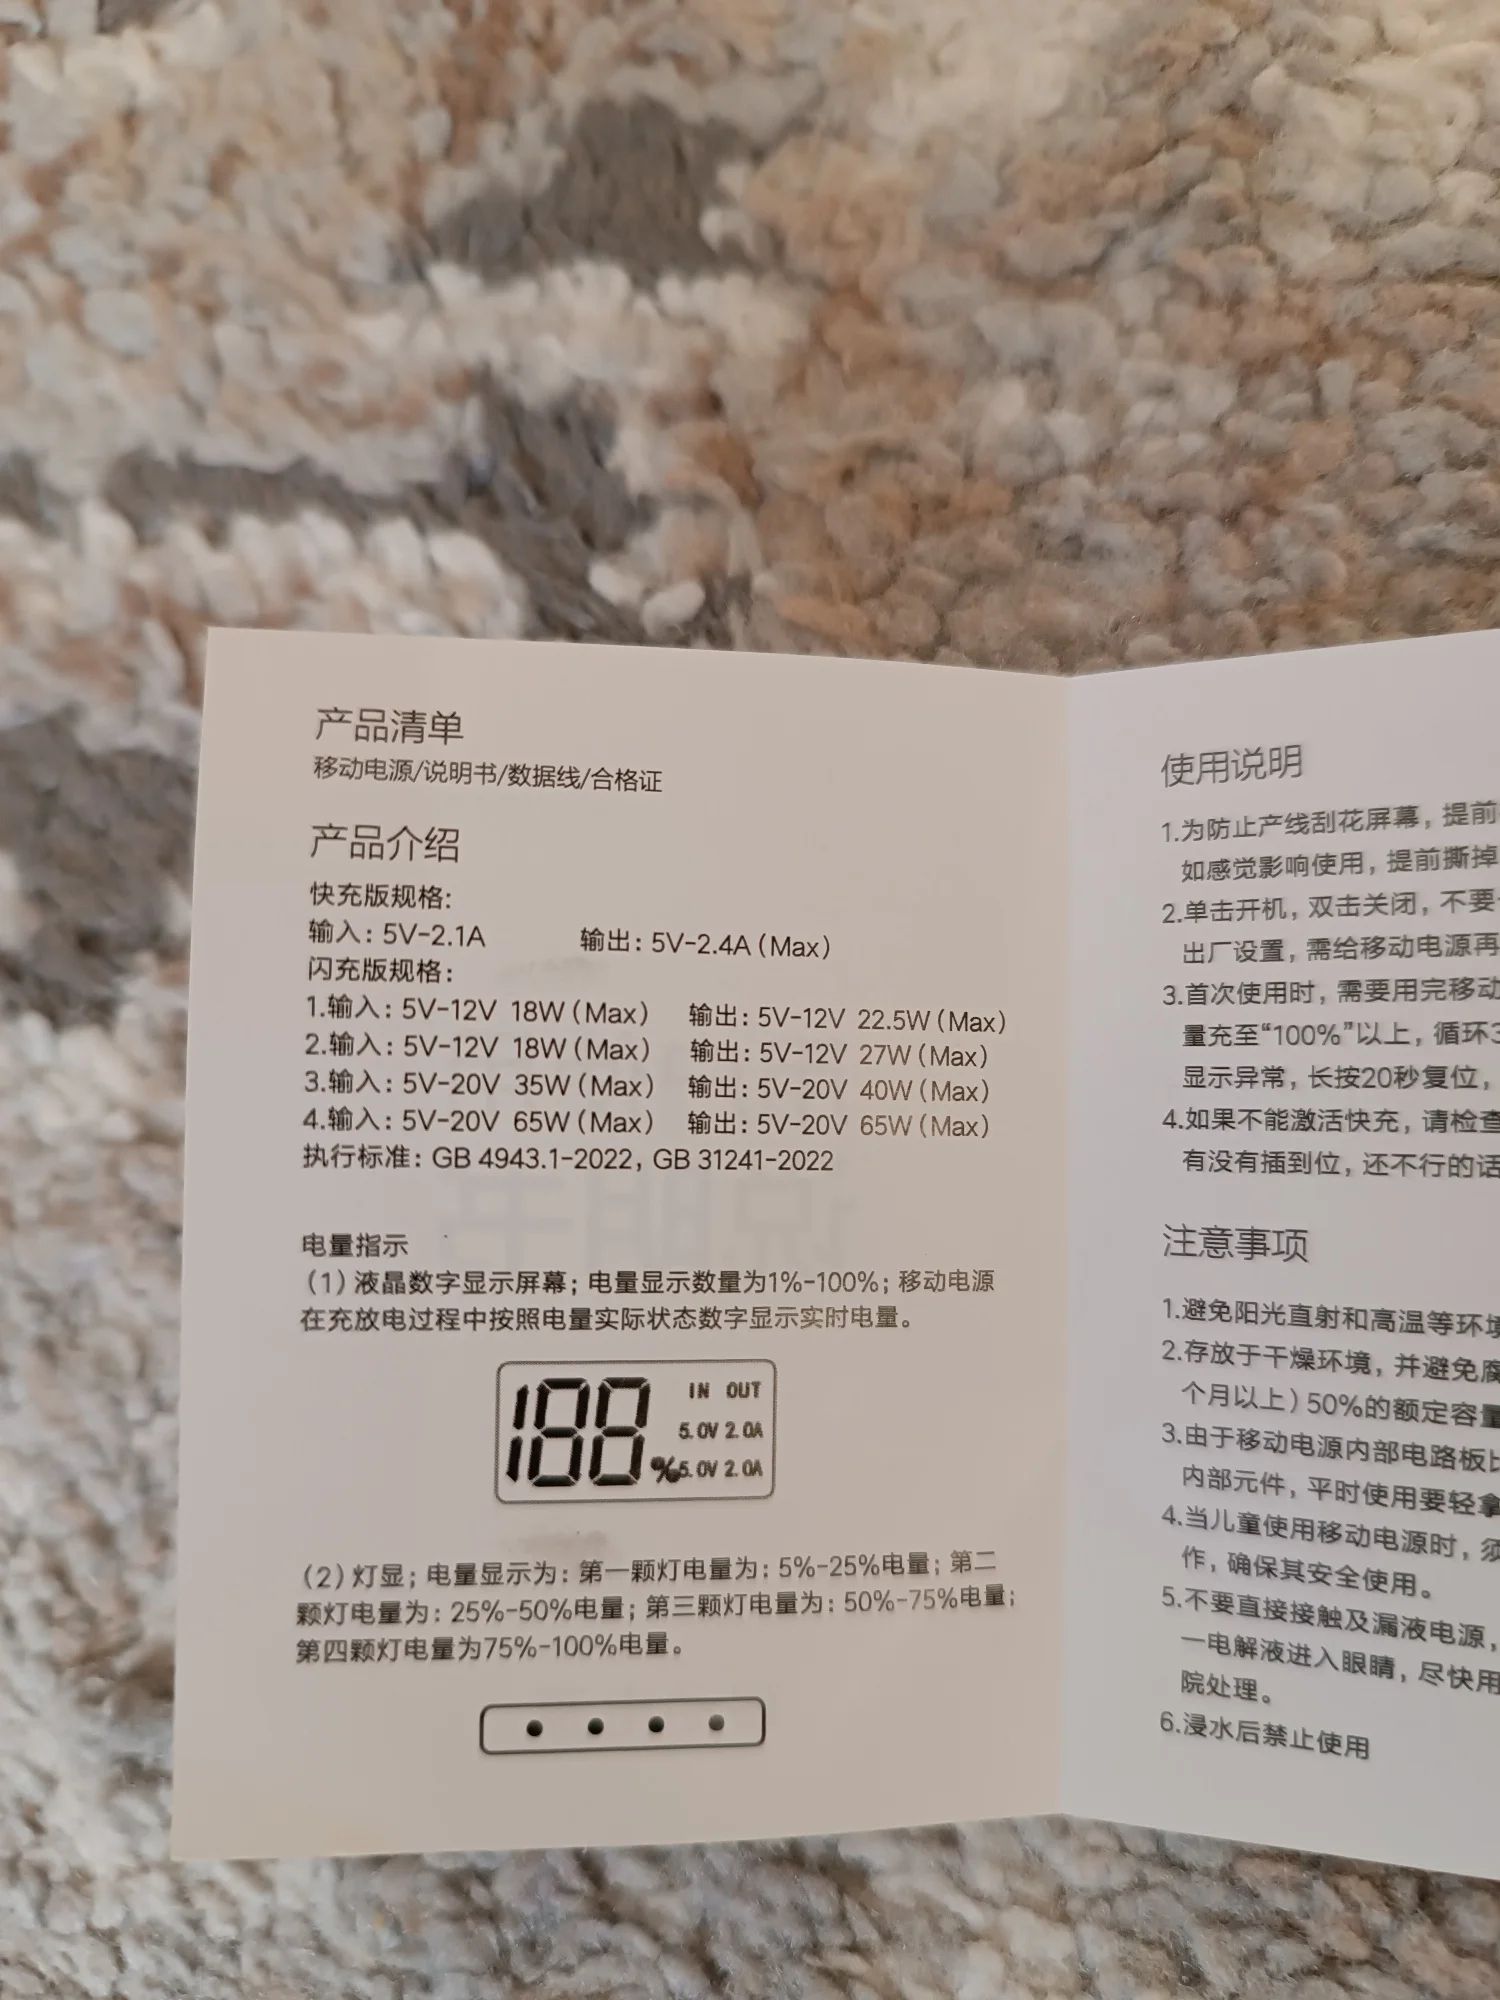 产品清单
移动电源/说明书/数据线/合格证
产品介绍
快充版规格:
输入: 5V-2.1A 输出: 5V-2.4A (Max)
闪充版规格:
1.输入: 5V-12V 18W (Max) 输出: 5V-12V 22.5W (Max)
2.输入: 5V-12V 18W (Max) 输出: 5V-12V 27W (Max)
3.输入: 5V-20V 35W (Max) 输出: 5V-20V 40W (Max)
4.输入: 5V-20V 65W (Max) 输出: 5V-20V 65W (Max)
执行标准: GB 4943.1-2022, GB 31241-2022
电量指示
(1) 液晶数字显示屏幕; 电量显示数量为1%-100%; 移动电源
在充放电过程中按照电量实际状态数字显示实时电量。
188%
IN OUT
5.0V 2.0A
5.0V 2.0A
(2) 灯显; 电量显示为: 第一颗灯电量为: 5%-25%电量; 第二
颗灯电量为: 25%-50%电量; 第三颗灯电量为: 50%-75%电量;
第四颗灯电量为75%-100%电量。
使用说明
1.为防止产线刮花屏幕, 提前
如感觉影响使用, 提前撕掉
2.单击开机, 双击关闭, 不要
出厂设置, 需给移动电源再
3.首次使用时, 需要用完移动
量充至“100%”以上, 循环3
显示异常, 长按20秒复位,
4.如果不能激活快充, 请检查
有没有插到位, 还不行的话
注意事项
1.避免阳光直射和高温等环境
2.存放于干燥环境, 并避免腐
个月以上) 50%的额定容量
3.由于移动电源内部电路板比
内部元件, 平时使用要轻拿
4.当儿童使用移动电源时, 须
作, 确保其安全使用。
5.不要直接接触及漏液电源,
一电解液进入眼睛, 尽快用
院处理。
6.浸水后禁止使用